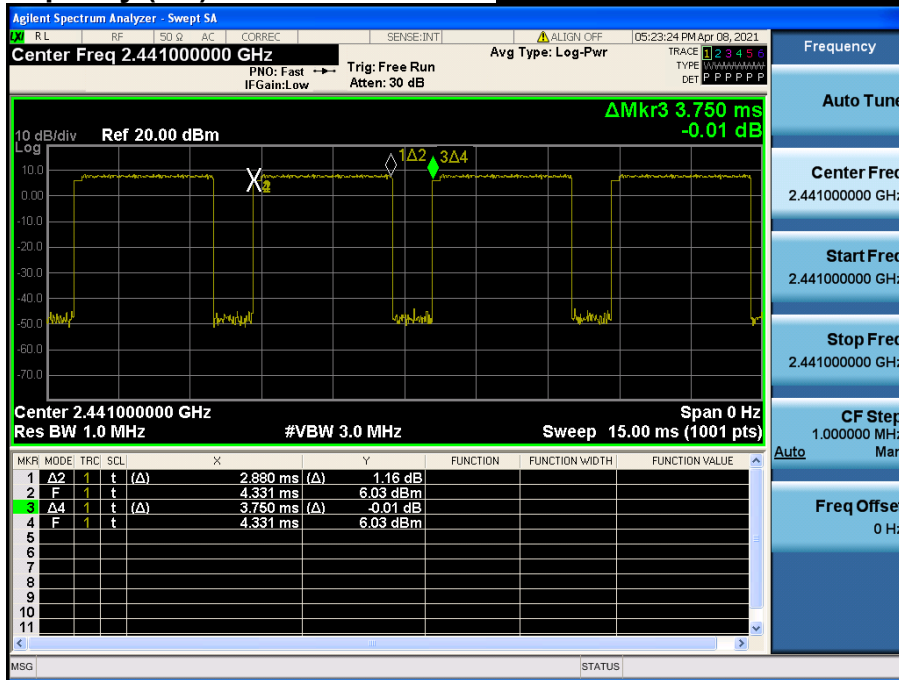 Agilent Spectrum Analyzer - Swept SA
LXI RL RF 50 Ω AC CORREC SENSE:INT ALIGN OFF 05:23:24 PM Apr 08, 2021
Center Freq 2.441000000 GHz
PNO: Fast
IFGain:Low
Trig: Free Run
Atten: 30 dB
Avg Type: Log-Pwr
TRACE 1 2 3 4 5 6
TYPE
DET P P P P P P
ΔMkr3 3.750 ms
-0.01 dB
10 dB/div Ref 20.00 dBm
Log
1Δ2 3Δ4
10.0
0.00
-10.0
-20.0
-30.0
-40.0
-50.0
-60.0
-70.0
X
Center 2.441000000 GHz Span 0 Hz
Res BW 1.0 MHz #VBW 3.0 MHz Sweep 15.00 ms (1001 pts)
MKR MODE TRC SCL X Y FUNCTION FUNCTION WIDTH FUNCTION VALUE
1 Δ2 1 t (Δ) 2.880 ms (Δ) 1.16 dB
2 F 1 t 4.331 ms 6.03 dBm
3 Δ4 1 t (Δ) 3.750 ms (Δ) -0.01 dB
4 F 1 t 4.331 ms 6.03 dBm
5
6
7
8
9
10
11
MSG STATUS
Frequency
Auto Tune
Center Freq
2.441000000 GHz
Start Freq
2.441000000 GHz
Stop Freq
2.441000000 GHz
CF Step
1.000000 MHz
Auto Man
Freq Offset
0 Hz